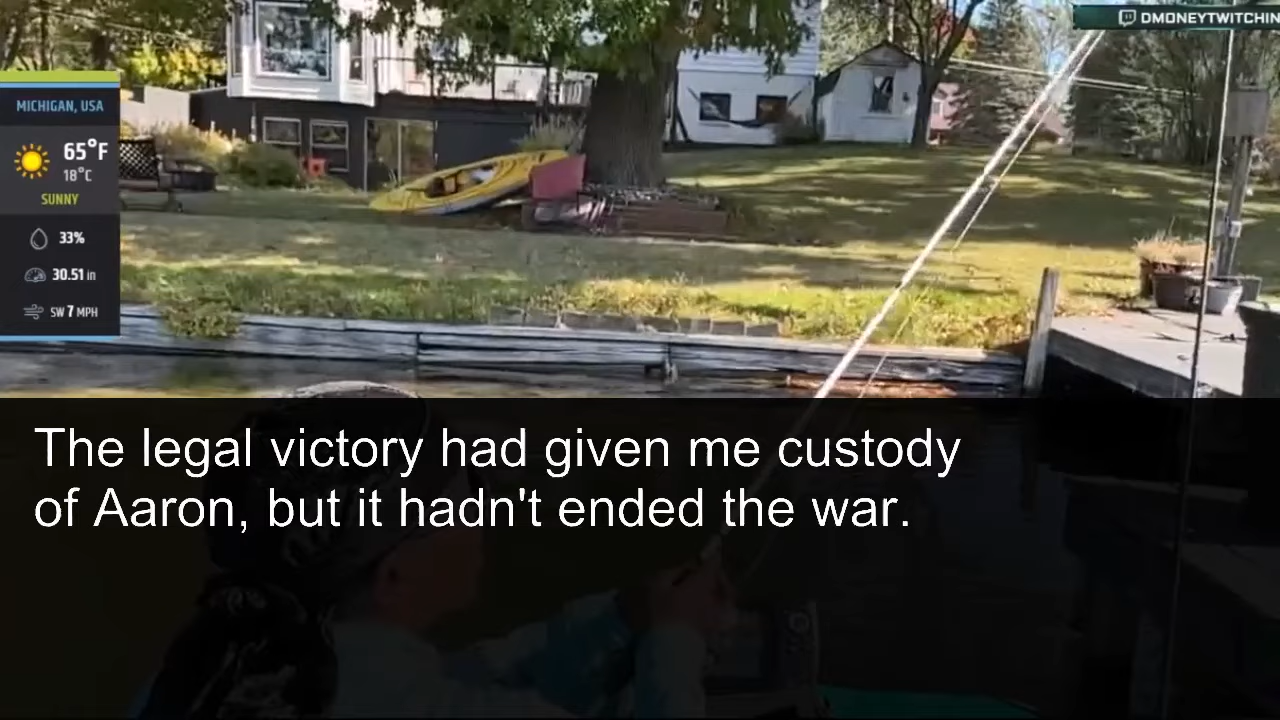 DMONEYTWITCHIN
MICHIGAN, USA
65°F
18°C
SUNNY
33%
30.51 in
SW 7 MPH
The legal victory had given me custody
of Aaron, but it hadn't ended the war.